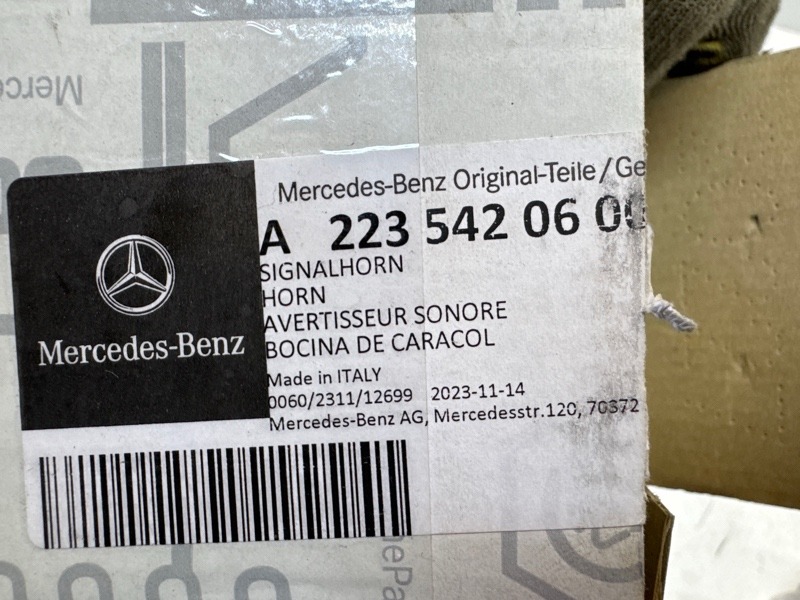 Mercedes-Benz Original-Teile/Ge
A 223 542 06 00
SIGNALHORN
HORN
AVERTISSEUR SONORE
BOCINA DE CARACOL
Made in ITALY
0060/2311/12699 2023-11-14
Mercedes-Benz AG, Mercedesstr.120, 70372
Mercedes-Benz